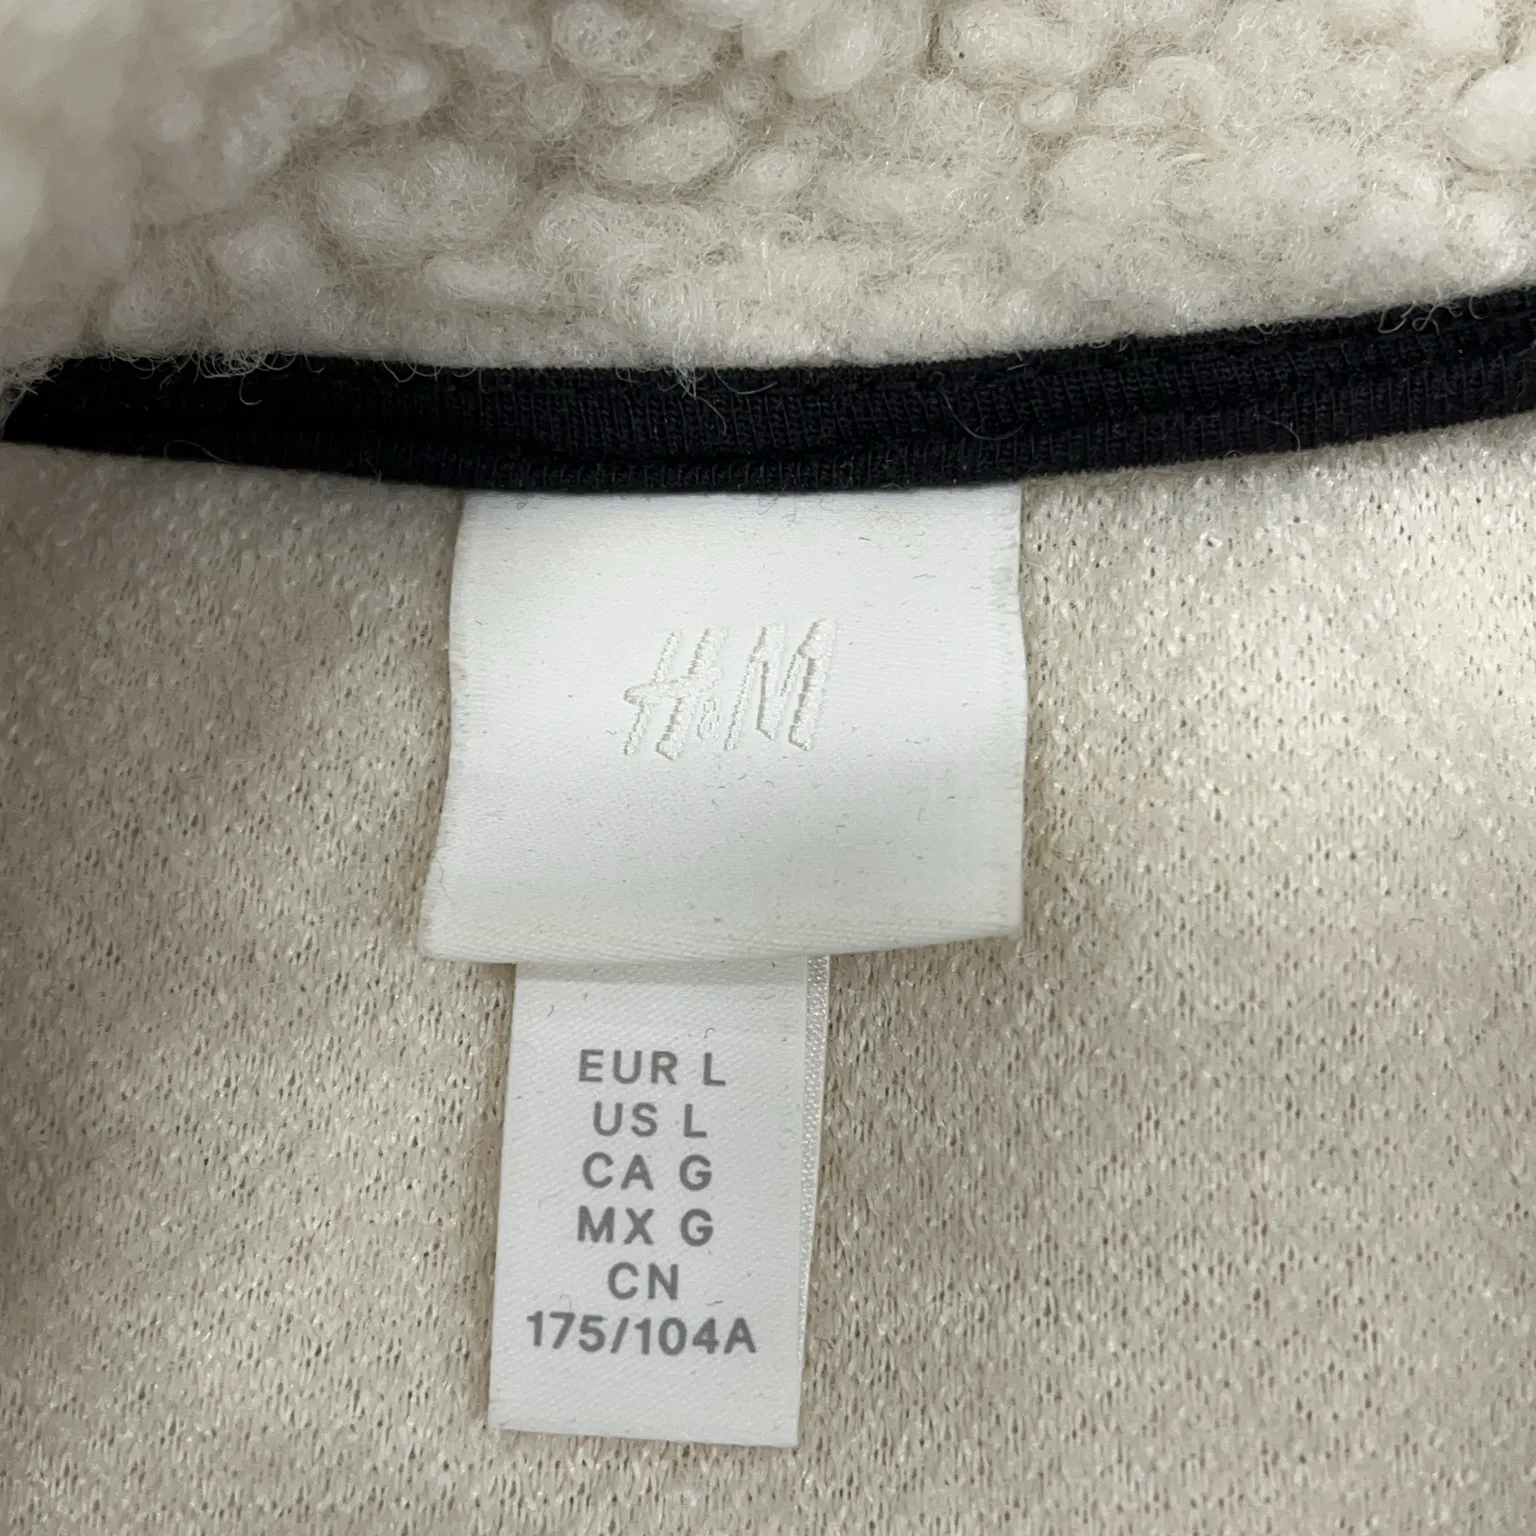 H&M
EUR L
US L
CA G
MX G
CN
175/104A